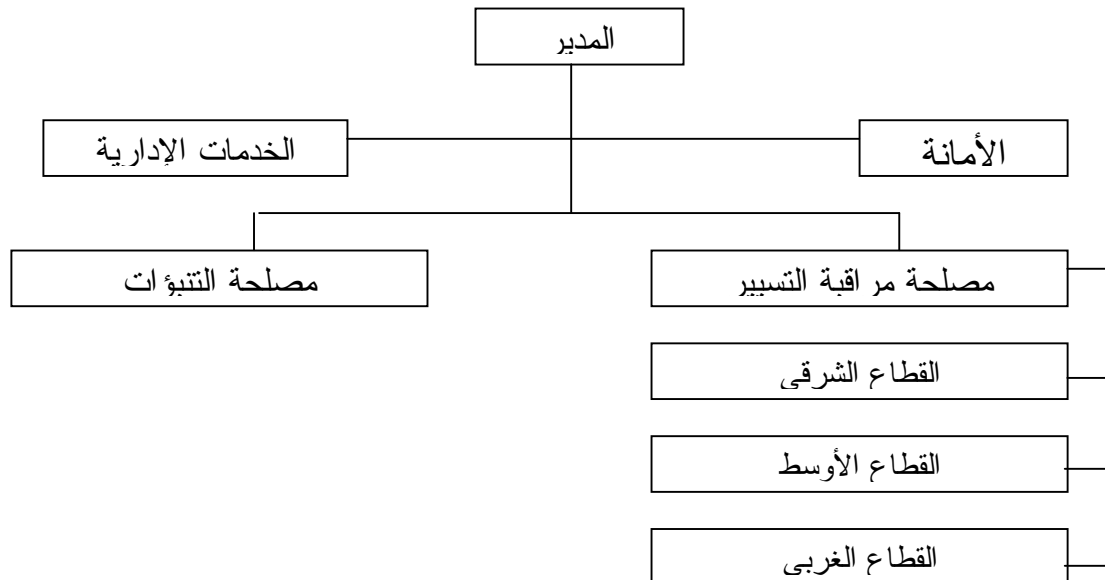 المدير
الأمانة
الخدمات الإدارية
مصلحة مراقبة التسيير
مصلحة التنبؤات
القطاع الشرقي
القطاع الأوسط
القطاع الغربي